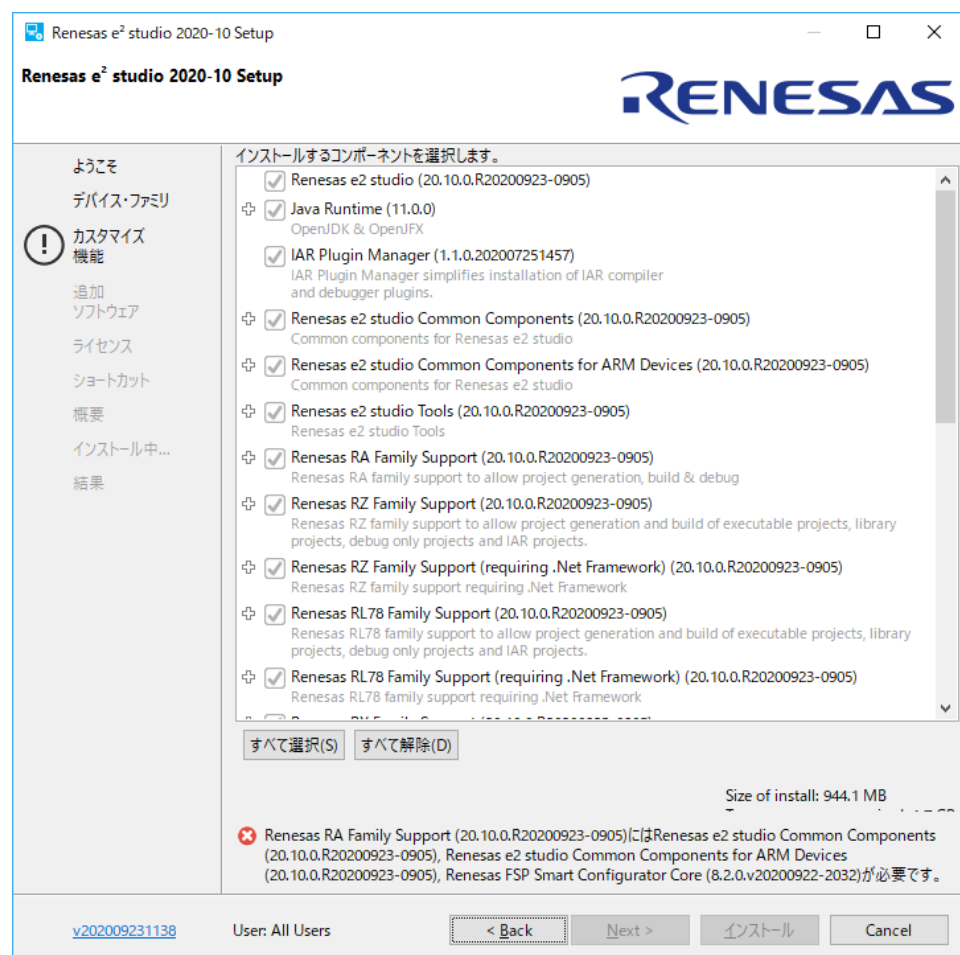 Renesas e² studio 2020-10 Setup
Renesas e² studio 2020-10 Setup
RENESAS
ようこそ
デバイス・ファミリ
カスタマイズ
機能
追加
ソフトウェア
ライセンス
ショートカット
概要
インストール中...
結果
インストールするコンポーネントを選択します。
Renesas e2 studio (20.10.0.R20200923-0905)
Java Runtime (11.0.0)
OpenJDK & OpenJFX
IAR Plugin Manager (1.1.0.202007251457)
IAR Plugin Manager simplifies installation of IAR compiler
and debugger plugins.
Renesas e2 studio Common Components (20.10.0.R20200923-0905)
Common components for Renesas e2 studio
Renesas e2 studio Common Components for ARM Devices (20.10.0.R20200923-0905)
Common components for Renesas e2 studio
Renesas e2 studio Tools (20.10.0.R20200923-0905)
Renesas e2 studio Tools
Renesas RA Family Support (20.10.0.R20200923-0905)
Renesas RA family support to allow project generation, build & debug
Renesas RZ Family Support (20.10.0.R20200923-0905)
Renesas RZ family support to allow project generation and build of executable projects, library
projects, debug only projects and IAR projects.
Renesas RZ Family Support (requiring .Net Framework) (20.10.0.R20200923-0905)
Renesas RZ family support requiring .Net Framework
Renesas RL78 Family Support (20.10.0.R20200923-0905)
Renesas RL78 family support to allow project generation and build of executable projects, library
projects, debug only projects and IAR projects.
Renesas RL78 Family Support (requiring .Net Framework) (20.10.0.R20200923-0905)
Renesas RL78 family support requiring .Net Framework
すべて選択(S) すべて解除(D)
Size of install: 944.1 MB
Renesas RA Family Support (20.10.0.R20200923-0905)にはRenesas e2 studio Common Components
(20.10.0.R20200923-0905), Renesas e2 studio Common Components for ARM Devices
(20.10.0.R20200923-0905), Renesas FSP Smart Configurator Core (8.2.0.v20200922-2032)が必要です。
v202009231138 User: All Users < Back Next > インストール Cancel